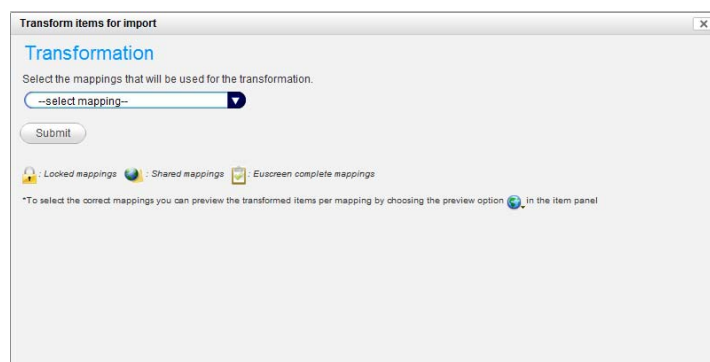 Transform items for import
Transformation
Select the mappings that will be used for the transformation.
--select mapping--
Submit
: Locked mappings : Shared mappings : Euscreen complete mappings
*To select the correct mappings you can preview the transformed items per mapping by choosing the preview option in the item panel